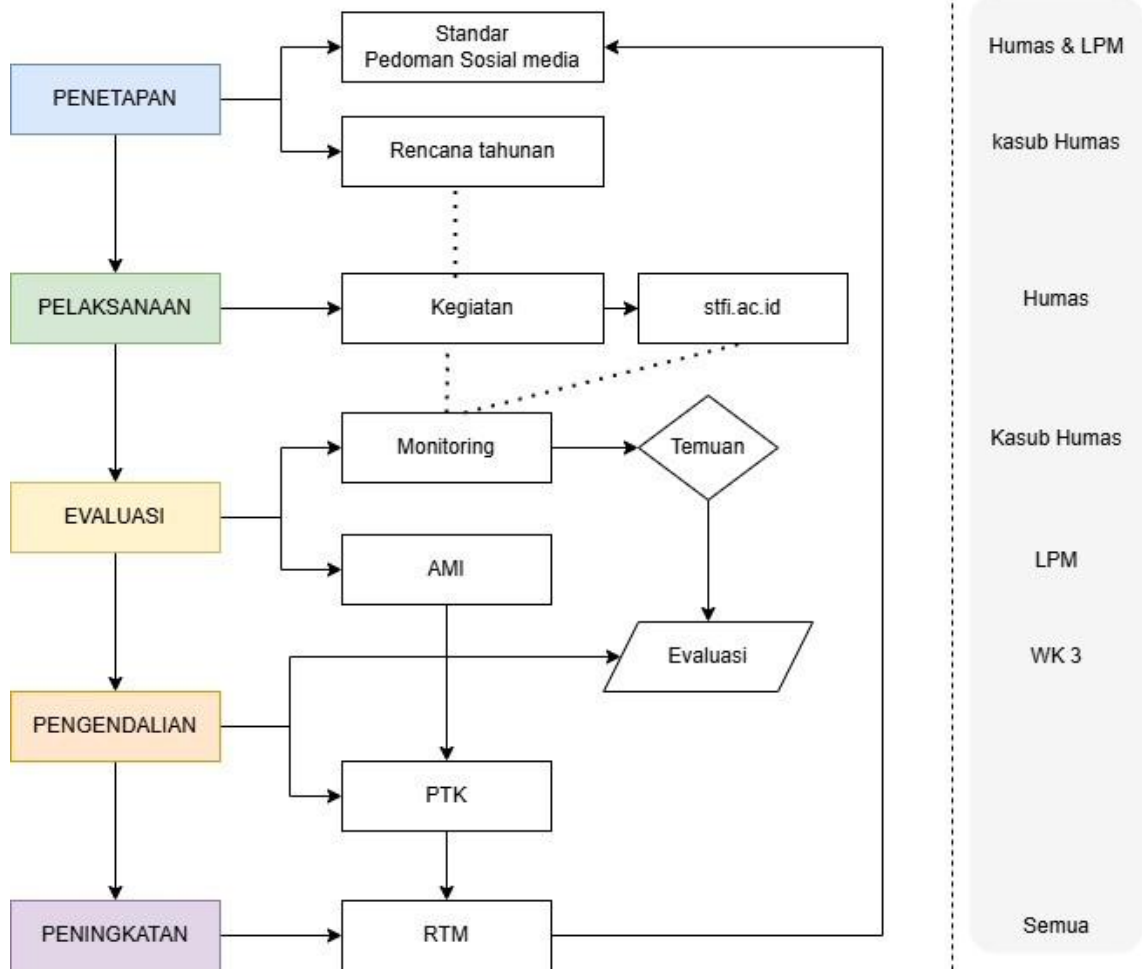 Standar
Pedoman Sosial media
Humas & LPM
PENETAPAN
Rencana tahunan
kasub Humas
PELAKSANAAN
Kegiatan
stfi.ac.id
Humas
Monitoring
Temuan
Kasub Humas
EVALUASI
AMI
LPM
Evaluasi
WK 3
PENGENDALIAN
PTK
PENINGKATAN
RTM
Semua